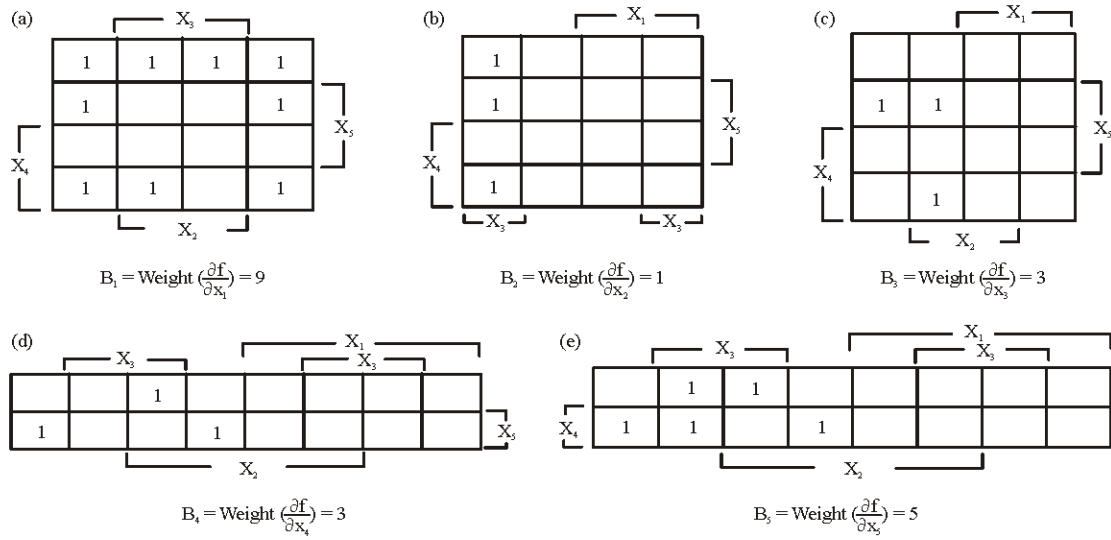 (a)
X₃
1 1 1 1
1 1
X₅
X₄
1 1 1
X₂
B₁ = Weight (∂f/∂x₁) = 9
(b)
X₁
1
1
X₅
X₄
1
X₃ X₃
B₂ = Weight (∂f/∂x₂) = 1
(c)
X₁
1 1
X₅
X₄
1
X₂
B₃ = Weight (∂f/∂x₃) = 3
(d)
X₁
X₃ X₃
1
1 1
X₅
X₂
B₄ = Weight (∂f/∂x₄) = 3
(e)
X₁
X₃ X₃
1 1
X₄
1 1 1
X₂
B₅ = Weight (∂f/∂x₅) = 5